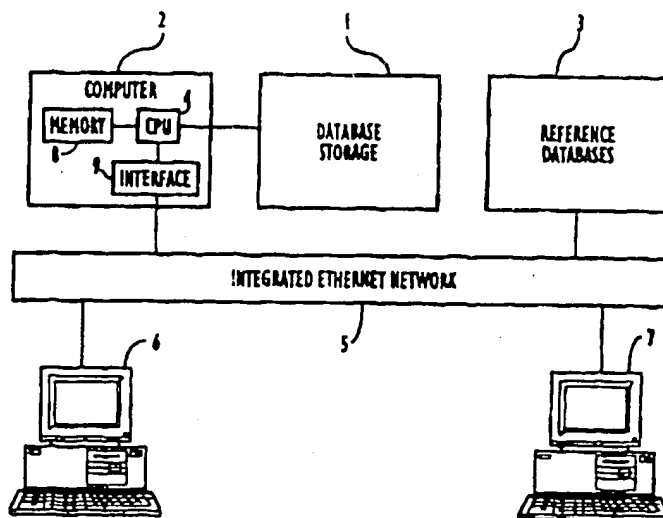 2 1 3
COMPUTER
MEMORY CPU 4
8
9 INTERFACE
DATABASE
STORAGE
REFERENCE
DATABASES
INTEGRATED ETHERNET NETWORK
6 5 7